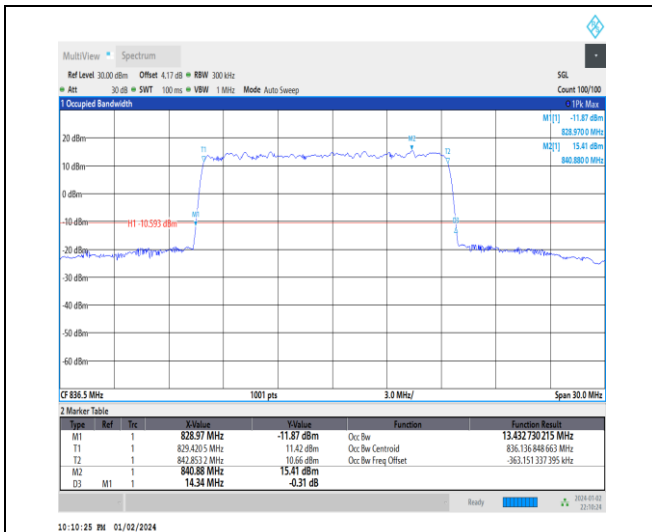 MultiView Spectrum
Ref Level 30.00 dBm Offset 4.17 dB RBW 300 kHz SGL
Att 30 dB SWT 100 ms VBW 1 MHz Mode Auto Sweep Count 100/100
1 Occupied Bandwidth 1Pk Max
M1[1] -11.87 dBm
828.970 0 MHz
M2[1] 15.41 dBm
840.880 0 MHz
20 dBm
T1 M2 T2
10 dBm
0 dBm
M1
-10 dBm H1 -10.593 dBm D3
-20 dBm
-30 dBm
-40 dBm
-50 dBm
-60 dBm
CF 836.5 MHz 1001 pts 3.0 MHz/ Span 30.0 MHz
2 Marker Table
Type Ref Trc X-Value Y-Value Function Function Result
M1 1 828.97 MHz -11.87 dBm Occ Bw 13.432 730 215 MHz
T1 1 829.420 5 MHz 11.42 dBm Occ Bw Centroid 836.136 848 663 MHz
T2 1 842.853 2 MHz 10.66 dBm Occ Bw Freq Offset -363.151 337 395 kHz
M2 1 840.88 MHz 15.41 dBm
D3 M1 1 14.34 MHz -0.31 dB
Ready 2024-01-02
22:10:24
10:10:25 PM 01/02/2024